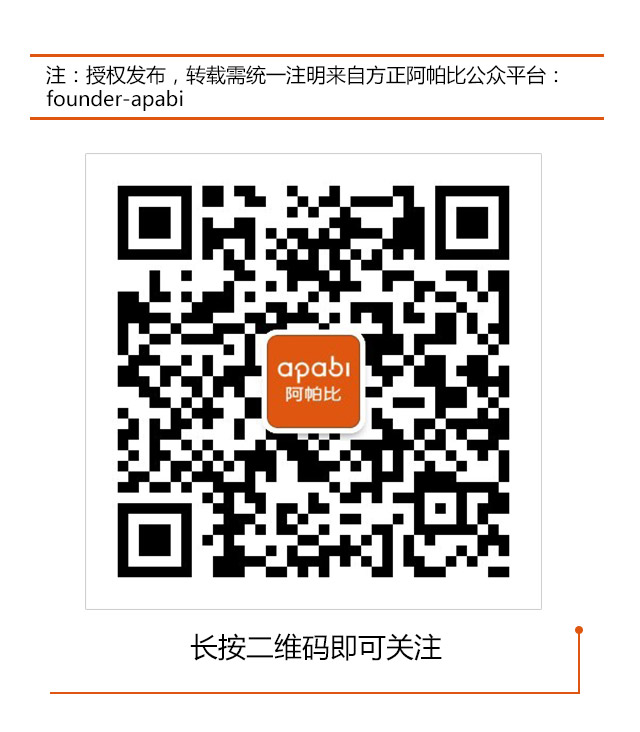 注：授权发布，转载需统一注明来自方正阿帕比公众平台：
founder-apabi
apabi
阿帕比
长按二维码即可关注